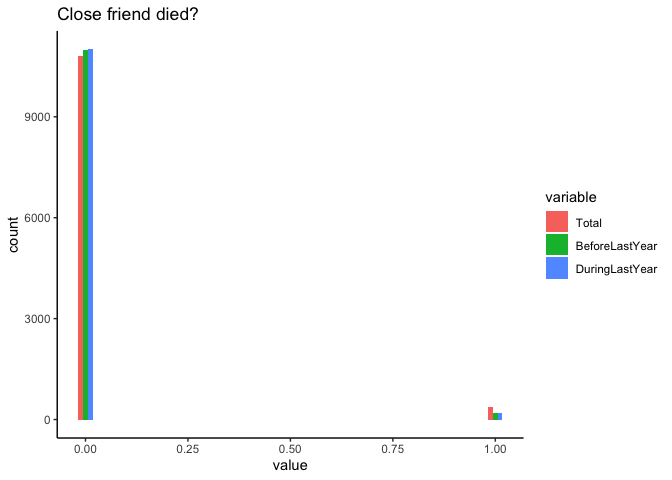 Close friend died?
9000
6000
3000
0
count
0.00 0.25 0.50 0.75 1.00
value
variable
Total
BeforeLastYear
DuringLastYear